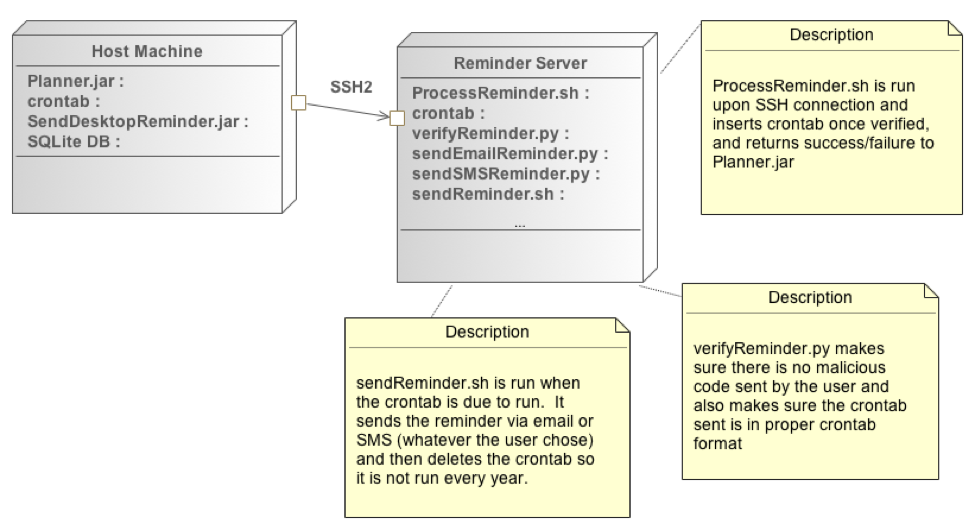 Host Machine
Planner.jar :
crontab :
SendDesktopReminder.jar :
SQLite DB :
SSH2
Reminder Server
ProcessReminder.sh :
crontab :
verifyReminder.py :
sendEmailReminder.py :
sendSMSReminder.py :
sendReminder.sh :
...
Description
ProcessReminder.sh is run
upon SSH connection and
inserts crontab once verified,
and returns success/failure to
Planner.jar
Description
sendReminder.sh is run when
the crontab is due to run.  It
sends the reminder via email or
SMS (whatever the user chose)
and then deletes the crontab so
it is not run every year.
Description
verifyReminder.py makes
sure there is no malicious
code sent by the user and
also makes sure the crontab
sent is in proper crontab
format